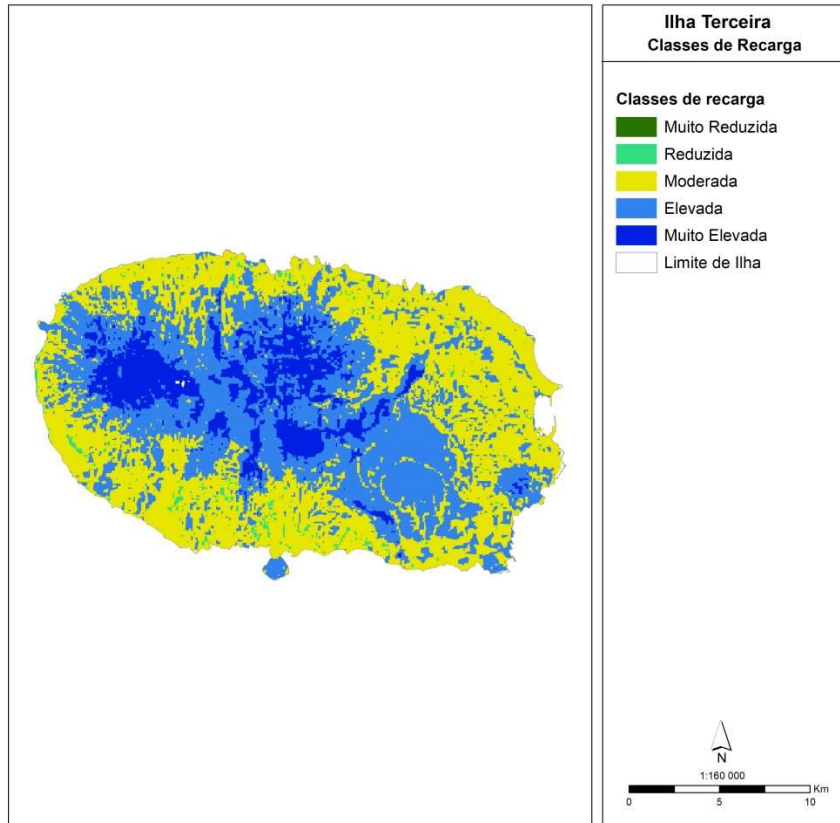 Ilha Terceira
Classes de Recarga
Classes de recarga
Muito Reduzida
Reduzida
Moderada
Elevada
Muito Elevada
Limite de Ilha
N
1:160 000
Km
0 5 10